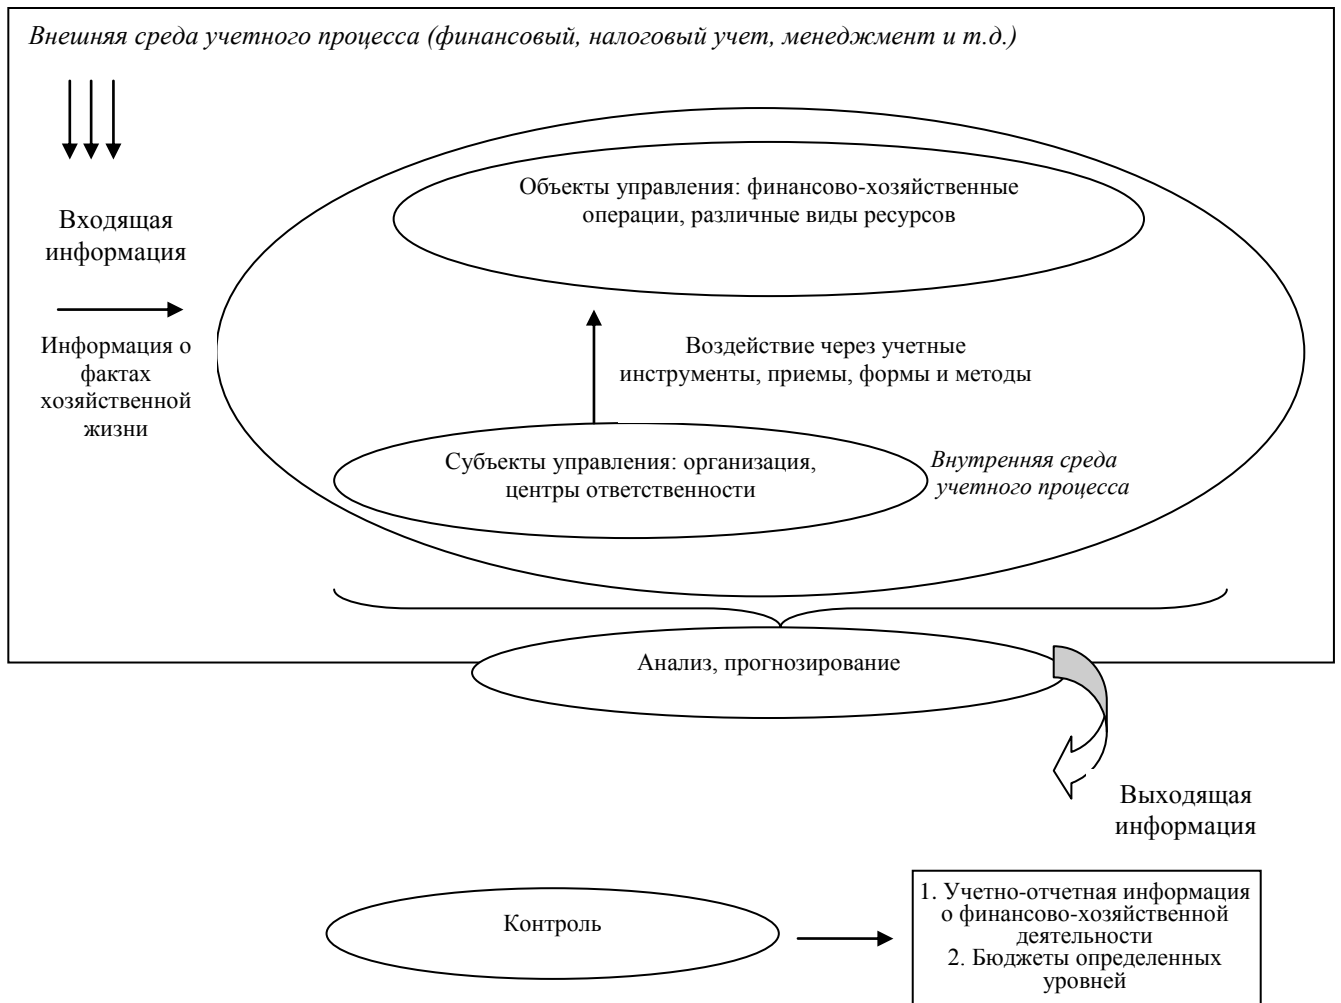 Внешняя среда учетного процесса (финансовый, налоговый учет, менеджмент и т.д.)
Входящая
информация
Информация о
фактах
хозяйственной
жизни
Объекты управления: финансово-хозяйственные
операции, различные виды ресурсов
Воздействие через учетные
инструменты, приемы, формы и методы
Субъекты управления: организация,
центры ответственности
Внутренняя среда
учетного процесса
Анализ, прогнозирование
Выходящая
информация
Контроль
1. Учетно-отчетная информация
о финансово-хозяйственной
деятельности
2. Бюджеты определенных
уровней